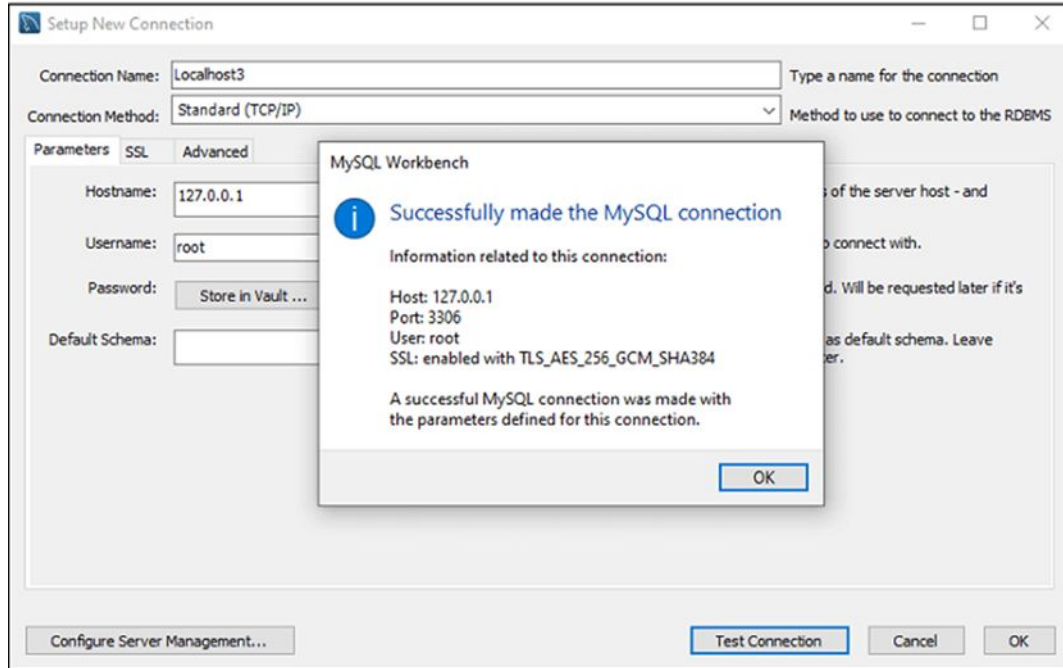 Setup New Connection
Connection Name: Localhost3 Type a name for the connection
Connection Method: Standard (TCP/IP) Method to use to connect to the RDBMS
Parameters SSL Advanced
Hostname: 127.0.0.1
of the server host - and
Username: root
connect with.
Password: Store in Vault ...
Will be requested later if it's
Default Schema:
as default schema. Leave
MySQL Workbench
Successfully made the MySQL connection
Information related to this connection:
Host: 127.0.0.1
Port: 3306
User: root
SSL: enabled with TLS_AES_256_GCM_SHA384
A successful MySQL connection was made with
the parameters defined for this connection.
OK
Configure Server Management... Test Connection Cancel OK